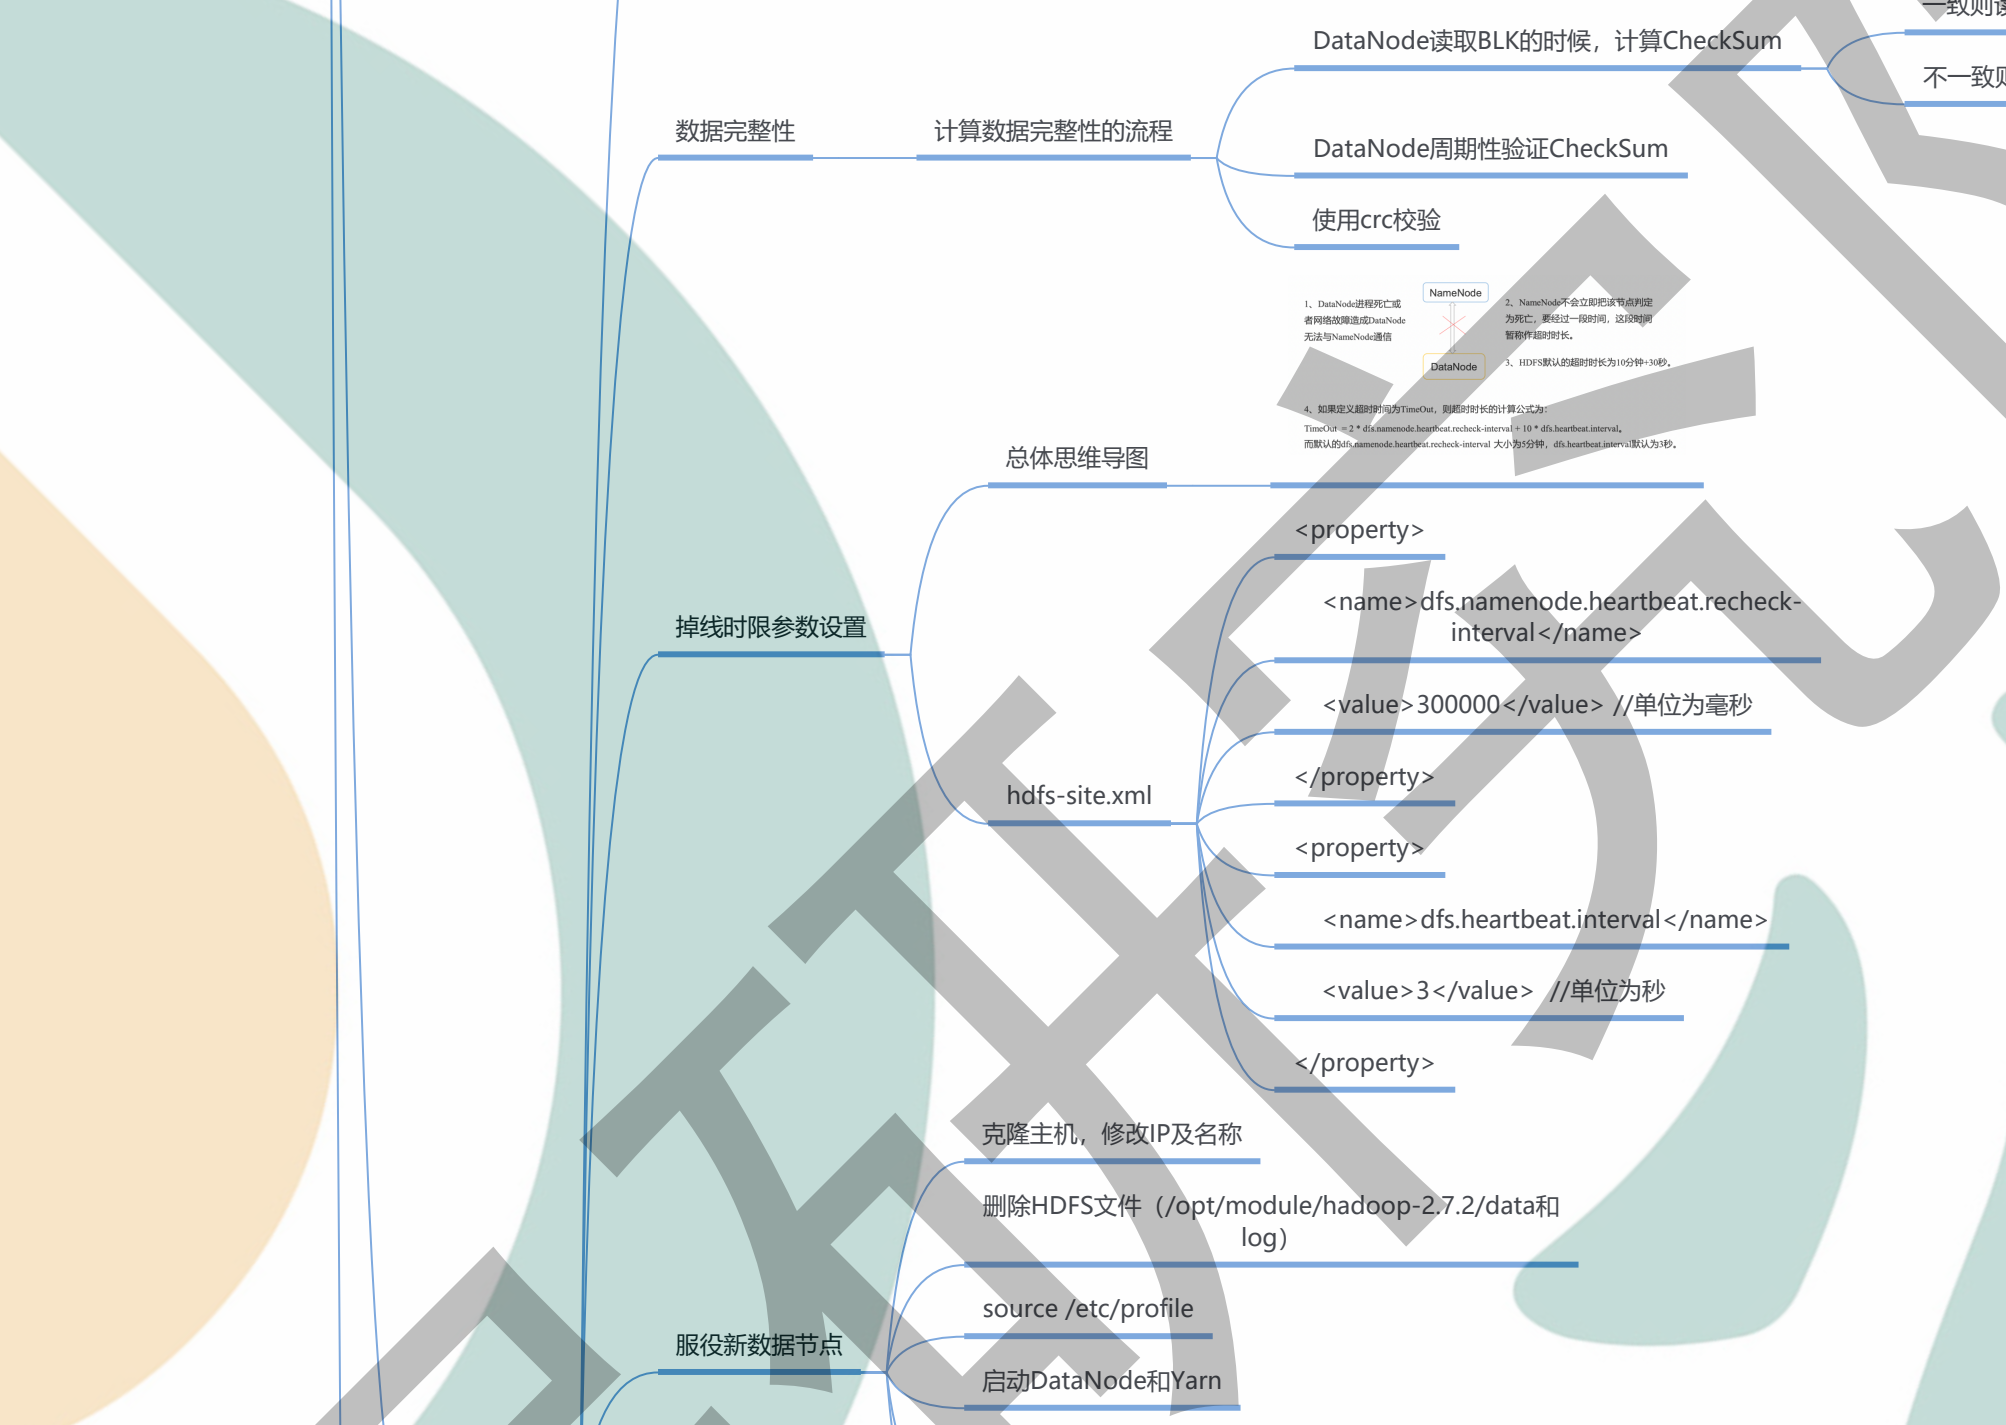 一致则读
DataNode读取BLK的时候，计算CheckSum
不一致则
数据完整性
计算数据完整性的流程
DataNode周期性验证CheckSum
使用crc校验
NameNode
1、DataNode进程死亡或
者网络故障造成DataNode
无法与NameNode通信
2、NameNode不会立即把该节点判定
为死亡，要经过一段时间，这段时间
暂称作超时时长。
DataNode
3、HDFS默认的超时时长为10分钟+30秒。
4、如果定义超时时间为TimeOut，则超时时长的计算公式为：
TimeOut = 2 * dfs.namenode.heartbeat.recheck-interval + 10 * dfs.heartbeat.interval。
而默认的dfs.namenode.heartbeat.recheck-interval 大小为5分钟，dfs.heartbeat.interval默认为3秒。
总体思维导图
掉线时限参数设置
hdfs-site.xml
<property>
<name>dfs.namenode.heartbeat.recheck-
interval</name>
<value>300000</value> //单位为毫秒
</property>
<property>
<name>dfs.heartbeat.interval</name>
<value>3</value>  //单位为秒
</property>
克隆主机，修改IP及名称
删除HDFS文件（/opt/module/hadoop-2.7.2/data和
log）
source /etc/profile
服役新数据节点
启动DataNode和Yarn